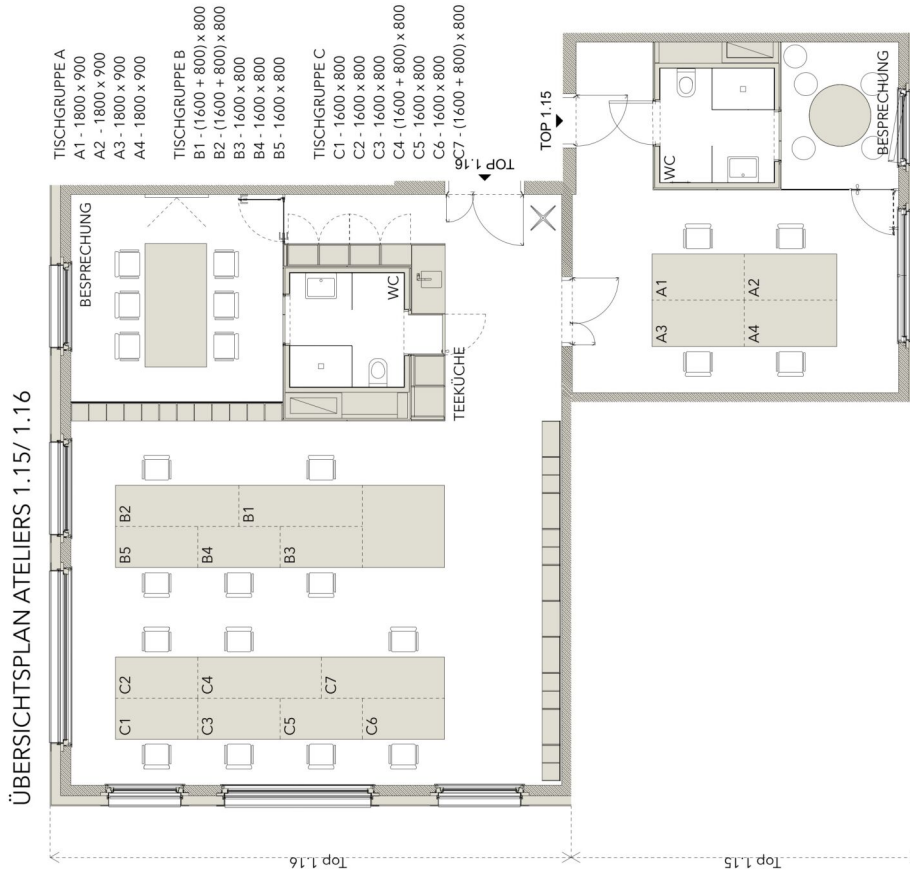 ÜBERSICHTSPLAN ATELIERS 1.15/ 1.16
TISCHGRUPPE A
A1 - 1800 x 900
A2 - 1800 x 900
A3 - 1800 x 900
A4 - 1800 x 900
TISCHGRUPPE B
B1 - (1600 + 800) x 800
B2 - (1600 + 800) x 800
B3 - 1600 x 800
B4 - 1600 x 800
B5 - 1600 x 800
TISCHGRUPPE C
C1 - 1600 x 800
C2 - 1600 x 800
C3 - 1600 x 800
C4 - (1600 + 800) x 800
C5 - 1600 x 800
C6 - 1600 x 800
C7 - (1600 + 800) x 800
BESPRECHUNG
WC
TEEKÜCHE
TOP 1.16
TOP 1.15
WC
BESPRECHUNG
B5
B2
B4
B1
B3
C1
C2
C3
C4
C5
C7
C6
A3
A1
A4
A2
Top 1.16
Top 1.15